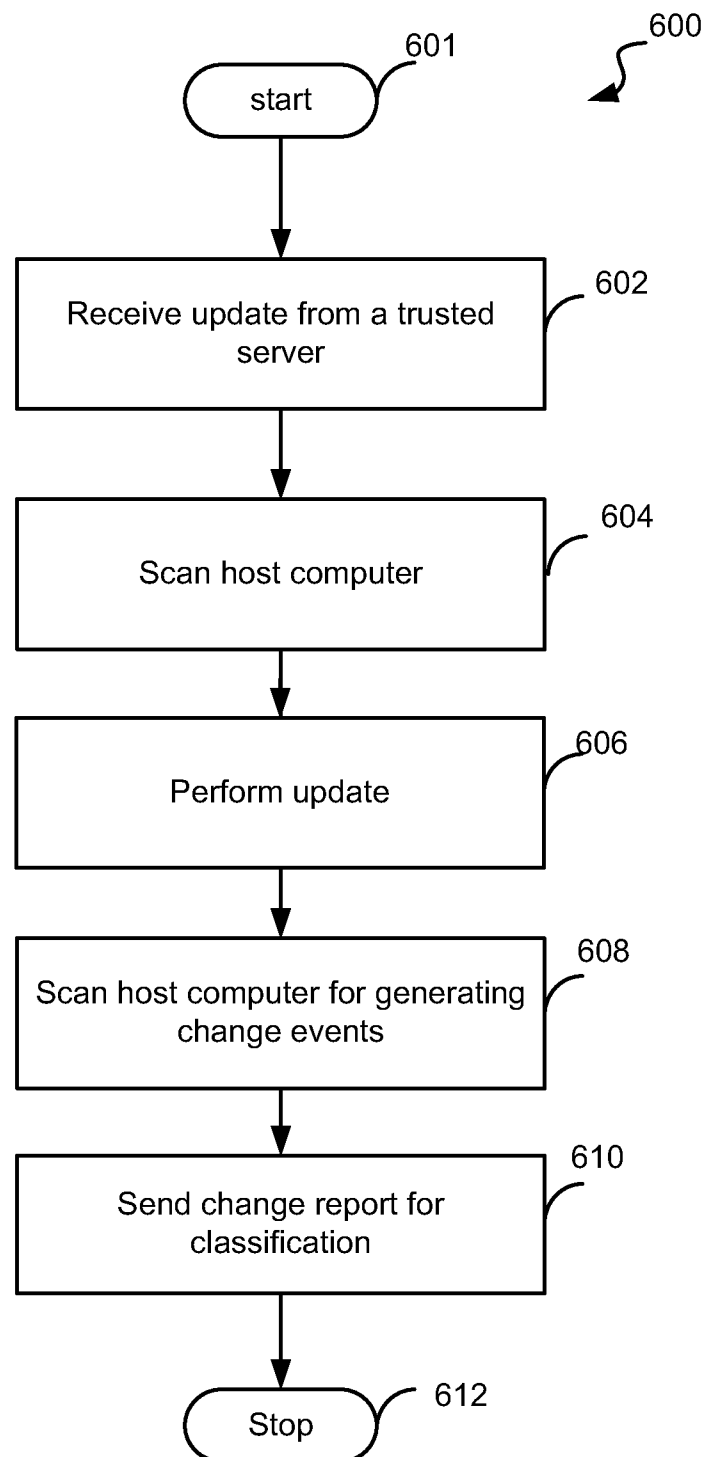 600
601
start
602
Receive update from a trusted
server
604
Scan host computer
606
Perform update
608
Scan host computer for generating
change events
610
Send change report for
classification
612
Stop